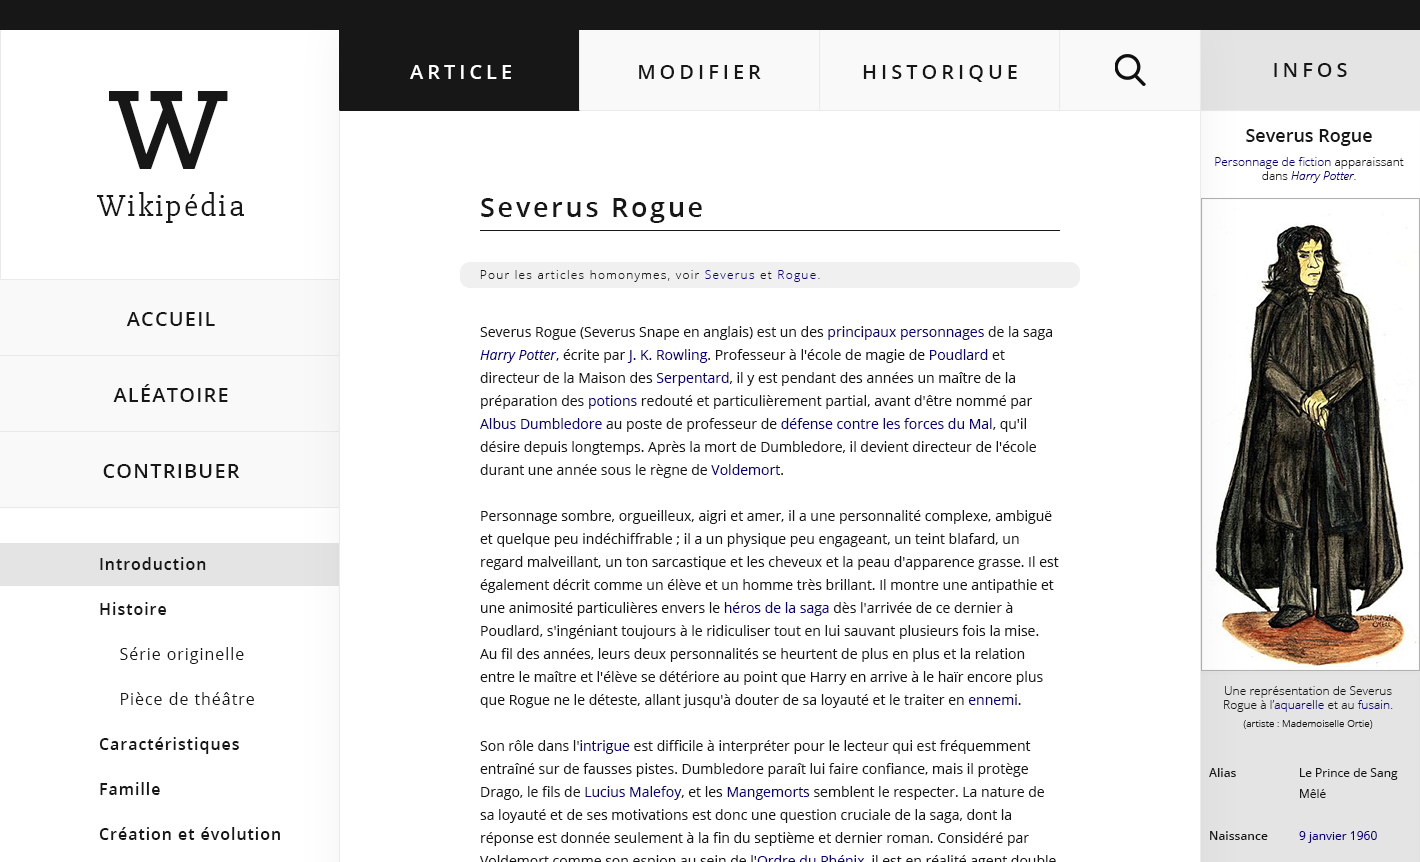 W
Wikipédia
ACCUEIL
ALÉATOIRE
CONTRIBUER
Introduction
Histoire
Série originelle
Pièce de théâtre
Caractéristiques
Famille
Création et évolution
ARTICLE
MODIFIER
HISTORIQUE
Severus Rogue
Pour les articles homonymes, voir Severus et Rogue.
Severus Rogue (Severus Snape en anglais) est un des principaux personnages de la saga
Harry Potter, écrite par J. K. Rowling. Professeur à l'école de magie de Poudlard et
directeur de la Maison des Serpentard, il y est pendant des années un maître de la
préparation des potions redouté et particulièrement partial, avant d'être nommé par
Albus Dumbledore au poste de professeur de défense contre les forces du Mal, qu'il
désire depuis longtemps. Après la mort de Dumbledore, il devient directeur de l'école
durant une année sous le règne de Voldemort.
Personnage sombre, orgueilleux, aigri et amer, il a une personnalité complexe, ambiguë
et quelque peu indéchiffrable ; il a un physique peu engageant, un teint blafard, un
regard malveillant, un ton sarcastique et les cheveux et la peau d'apparence grasse. Il est
également décrit comme un élève et un homme très brillant. Il montre une antipathie et
une animosité particulières envers le héros de la saga dès l'arrivée de ce dernier à
Poudlard, s'ingéniant toujours à le ridiculiser tout en lui sauvant plusieurs fois la mise.
Au fil des années, leurs deux personnalités se heurtent de plus en plus et la relation
entre le maître et l'élève se détériore au point que Harry en arrive à le haïr encore plus
que Rogue ne le déteste, allant jusqu'à douter de sa loyauté et le traiter en ennemi.
Son rôle dans l'intrigue est difficile à interpréter pour le lecteur qui est fréquemment
entraîné sur de fausses pistes. Dumbledore paraît lui faire confiance, mais il protège
Drago, le fils de Lucius Malefoy, et les Mangemorts semblent le respecter. La nature de
sa loyauté et de ses motivations est donc une question cruciale de la saga, dont la
réponse est donnée seulement à la fin du septième et dernier roman. Considéré par
Voldemort comme son espion au sein de l'Ordre du Phénix, il est en réalité agent double
INFOS
Severus Rogue
Personnage de fiction apparaissant
dans Harry Potter.
Une représentation de Severus
Rogue à l'aquarelle et au fusain.
(artiste : Mademoiselle Ortie)
Alias Le Prince de Sang
Mêlé
Naissance 9 janvier 1960